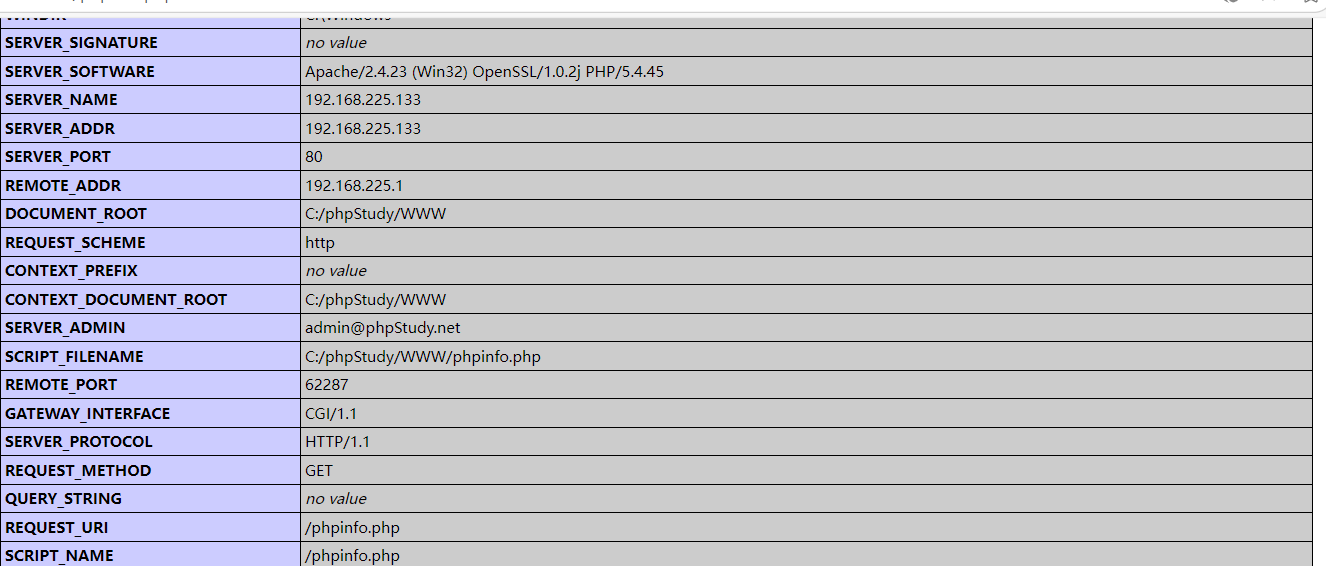 SERVER_SIGNATURE no value
SERVER_SOFTWARE Apache/2.4.23 (Win32) OpenSSL/1.0.2j PHP/5.4.45
SERVER_NAME 192.168.225.133
SERVER_ADDR 192.168.225.133
SERVER_PORT 80
REMOTE_ADDR 192.168.225.1
DOCUMENT_ROOT C:/phpStudy/WWW
REQUEST_SCHEME http
CONTEXT_PREFIX no value
CONTEXT_DOCUMENT_ROOT C:/phpStudy/WWW
SERVER_ADMIN admin@phpStudy.net
SCRIPT_FILENAME C:/phpStudy/WWW/phpinfo.php
REMOTE_PORT 62287
GATEWAY_INTERFACE CGI/1.1
SERVER_PROTOCOL HTTP/1.1
REQUEST_METHOD GET
QUERY_STRING no value
REQUEST_URI /phpinfo.php
SCRIPT_NAME /phpinfo.php